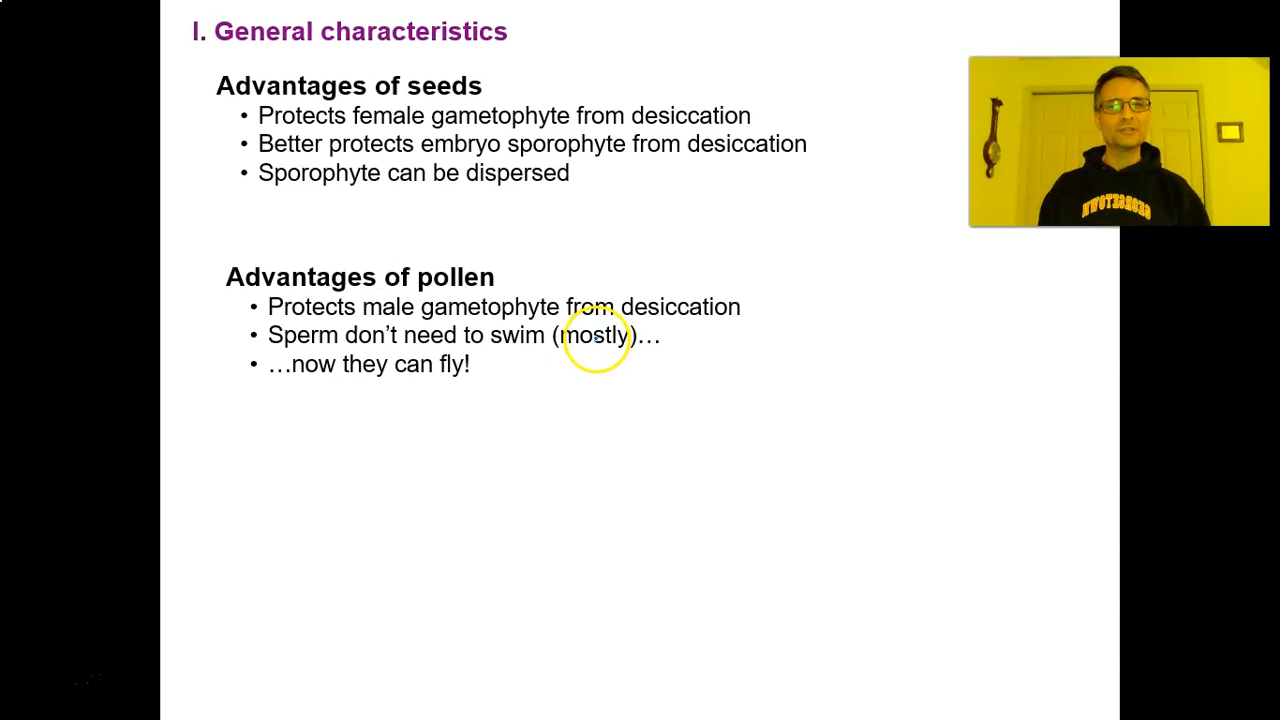 I. General characteristics
Advantages of seeds
• Protects female gametophyte from desiccation
• Better protects embryo sporophyte from desiccation
• Sporophyte can be dispersed
GEORGETOWN
Advantages of pollen
• Protects male gametophyte from desiccation
• Sperm don’t need to swim (mostly)…
• …now they can fly!